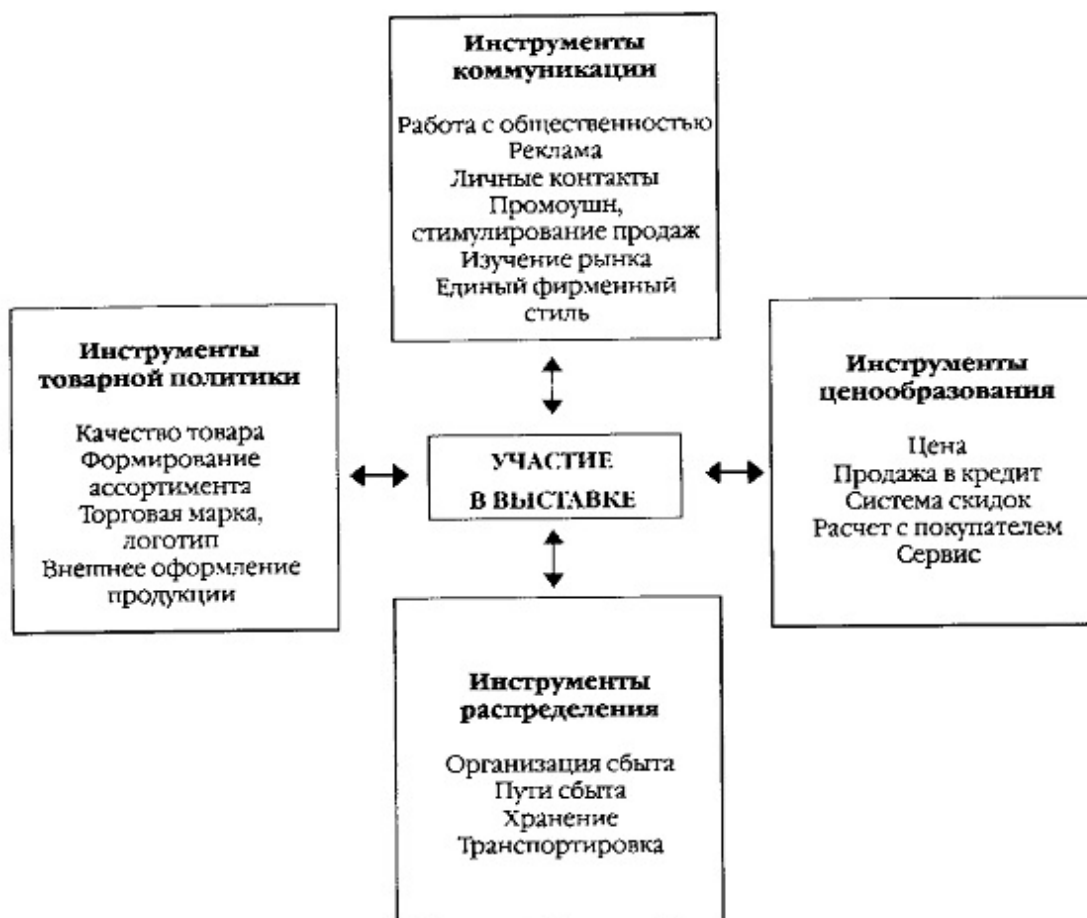 Инструменты
коммуникации
Работа с общественностью
Реклама
Личные контакты
Промоушн,
стимулирование продаж
Изучение рынка
Единый фирменный
стиль
Инструменты
товарной политики
Качество товара
Формирование
ассортимента
Торговая марка,
логотип
Внешнее оформление
продукции
УЧАСТИЕ
В ВЫСТАВКЕ
Инструменты
ценообразования
Цена
Продажа в кредит
Система скидок
Расчет с покупателем
Сервис
Инструменты
распределения
Организация сбыта
Пути сбыта
Хранение
Транспортировка